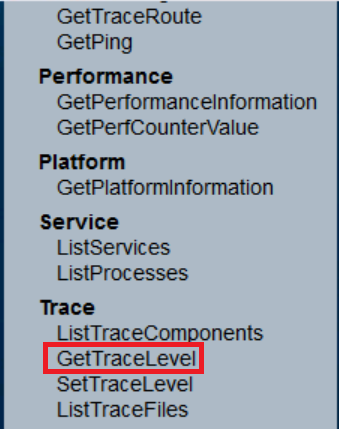 GetTraceRoute
GetPing
Performance
GetPerformanceInformation
GetPerfCounterValue
Platform
GetPlatformInformation
Service
ListServices
ListProcesses
Trace
ListTraceComponents
GetTraceLevel
SetTraceLevel
ListTraceFiles